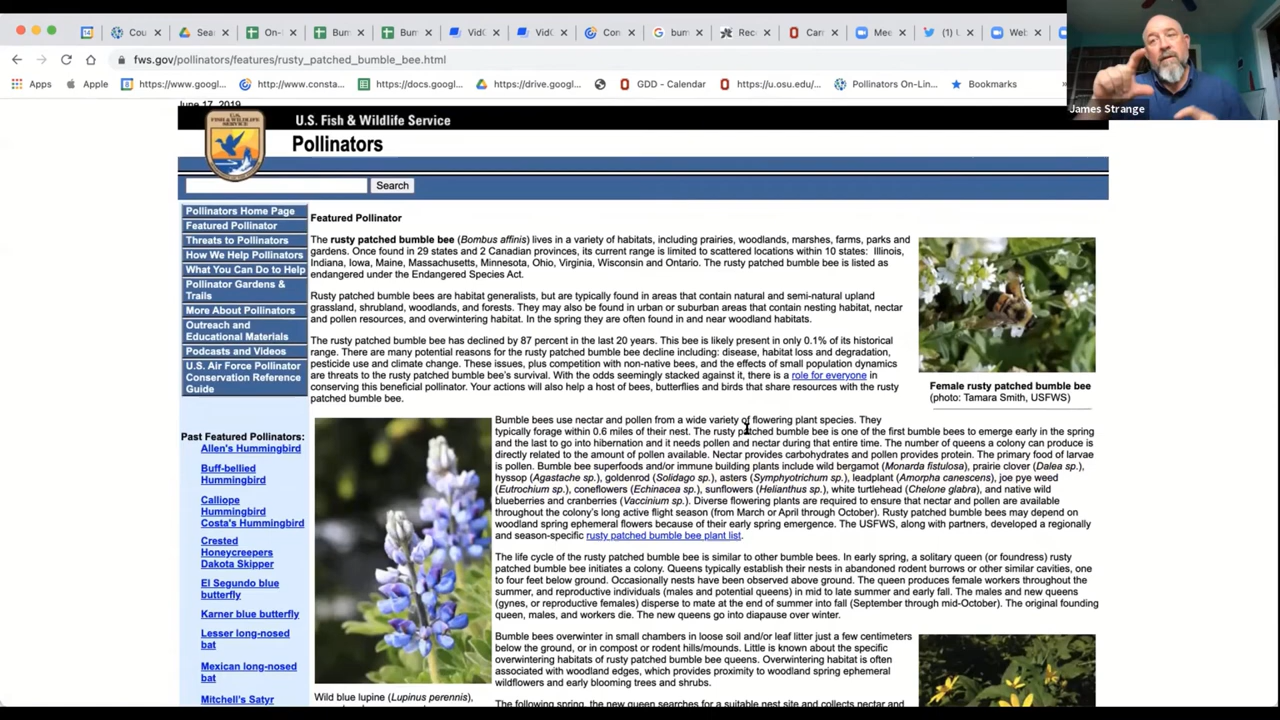 Cou
Sear
On-
Bum
Bum
VidC
VidC
Con
bum
Rec
Carr
Mee
(1) U
Web
fws.gov/pollinators/features/rusty_patched_bumble_bee.html
Apps
Apple
https://www.googl...
http://www.consta...
https://docs.googl...
https://drive.googl...
GDD - Calendar
https://u.osu.edu/...
Pollinators On-Lin...
Bookmarks
James Strange
June 17, 2019
U.S. Fish & Wildlife Service
Pollinators
Search
Pollinators Home Page
Featured Pollinator
Threats to Pollinators
How We Help Pollinators
What You Can Do to Help
Pollinator Gardens &
Trails
More About Pollinators
Outreach and
Educational Materials
Podcasts and Videos
U.S. Air Force Pollinator
Conservation Reference
Guide
Past Featured Pollinators
Allen's Hummingbird
Buff-bellied
Hummingbird
Calliope
Hummingbird
Costa's Hummingbird
Crested
Honeycreepers
Dakota Skipper
El Segundo blue
butterfly
Karner blue butterfly
Lesser long-nosed
bat
Mexican long-nosed
bat
Mitchell's Satyr
Featured Pollinator
The rusty patched bumble bee (Bombus affinis) lives in a variety of habitats, including prairies, woodlands, marshes, farms, parks and
gardens. Once found in 29 states and 2 Canadian provinces, its current range is limited to scattered locations within 10 states: Illinois,
Indiana, Iowa, Maine, Massachusetts, Minnesota, Ohio, Virginia, Wisconsin and Ontario. The rusty patched bumble bee is listed as
endangered under the Endangered Species Act.
Rusty patched bumble bees are habitat generalists, but are typically found in areas that contain natural and semi-natural upland
grassland, shrubland, woodlands, and forests. They may also be found in urban or suburban areas that contain nesting habitat, nectar
and pollen resources, and overwintering habitat. In the spring they are often found in and near woodland habitats.
The rusty patched bumble bee has declined by 87 percent in the last 20 years. This bee is likely present in only 0.1% of its historical
range. There are many potential reasons for the rusty patched bumble bee decline including: disease, habitat loss and degradation,
pesticide use and climate change. These issues, plus competition with non-native bees, and the effects of small population dynamics
are threats to the rusty patched bumble bee's survival. With the odds seemingly stacked against it, there is a role for everyone in
conserving this beneficial pollinator. Your actions will also help a host of bees, butterflies and birds that share resources with the rusty
patched bumble bee.
Female rusty patched bumble bee
(photo: Tamara Smith, USFWS)
Bumble bees use nectar and pollen from a wide variety of flowering plant species. They
typically forage within 0.6 miles of their nest. The rusty patched bumble bee is one of the first bumble bees to emerge early in the spring
and the last to go into hibernation and it needs pollen and nectar during that entire time. The number of queens a colony can produce is
directly related to the amount of pollen available. Nectar provides carbohydrates and pollen provides protein. The primary food of larvae
is pollen. Bumble bee superfoods and/or immune building plants include wild bergamot (Monarda fistulosa), prairie clover (Dalea sp.),
hyssop (Agastache sp.), goldenrod (Solidago sp.), asters (Symphyotrichum sp.), leadplant (Amorpha canescens), joe pye weed
(Eutrochium sp.), coneflowers (Echinacea sp.), sunflowers (Helianthus sp.), white turtlehead (Chelone glabra), and native wild
blueberries and cranberries (Vaccinium sp.). Diverse flowering plants are required to ensure that nectar and pollen are available
throughout the colony's long active flight season (from March or April through October). Rusty patched bumble bees may depend on
woodland spring ephemeral flowers because of their early spring emergence. The USFWS, along with partners, developed a regionally
and season-specific rusty patched bumble bee plant list.
The life cycle of the rusty patched bumble bee is similar to other bumble bees. In early spring, a solitary queen (or foundress) rusty
patched bumble bee initiates a colony. Queens typically establish their nests in abandoned rodent burrows or other similar cavities, one
to four feet below ground. Occasionally nests have been observed above ground. The queen produces female workers throughout the
summer, and reproductive individuals (males and potential queens) in mid to late summer and early fall. The males and new queens
(gynes, or reproductive females) disperse to mate at the end of summer into fall (September through mid-October). The original founding
queen, males, and workers die. The new queens go into diapause over winter.
Bumble bees overwinter in small chambers in loose soil and/or leaf litter just a few centimeters
below the ground, or in compost or rodent hills/mounds. Little is known about the specific
overwintering habitats of rusty patched bumble bee queens. Overwintering habitat is often
associated with woodland edges, which provides proximity to woodland spring ephemeral
wildflowers and early blooming trees and shrubs.
Wild blue lupine (Lupinus perennis),
The following spring, the new queen searches for a suitable nest site and collects nectar and